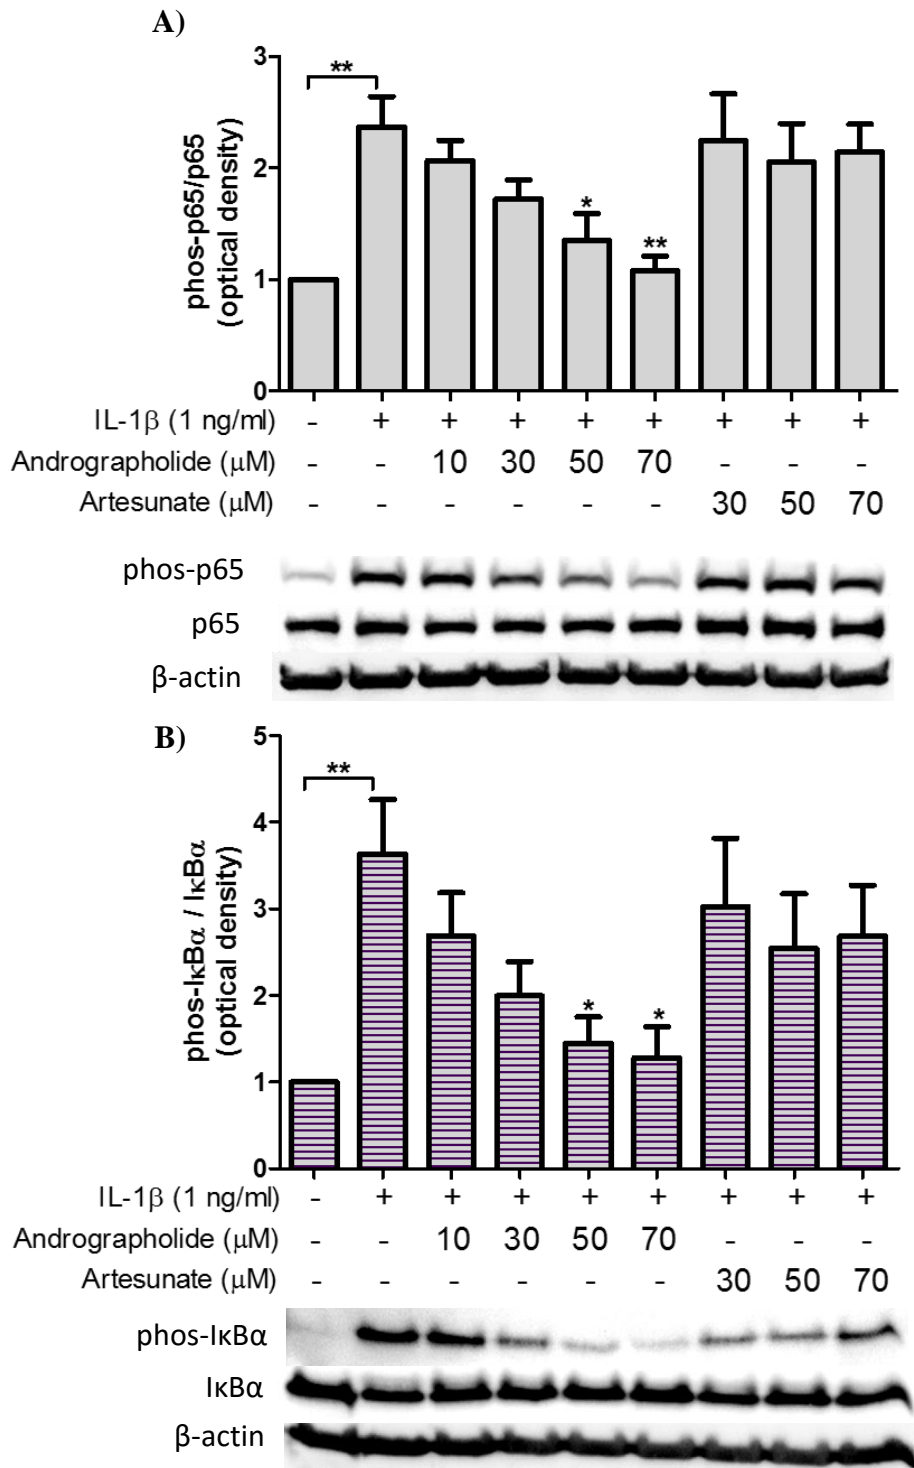 A)
phos-p65/p65
(optical density)
3
2
1
0
**
*
**
IL-1β (1 ng/ml) - + + + + + + + +
Andrographolide (μM) - - 10 30 50 70 - - -
Artesunate (μM) - - - - - - 30 50 70
phos-p65
p65
β-actin
B)
phos-IκBα / IκBα
(optical density)
5
4
3
2
1
0
**
*
*
IL-1β (1 ng/ml) - + + + + + + + +
Andrographolide (μM) - - 10 30 50 70 - - -
Artesunate (μM) - - - - - - 30 50 70
phos-IκBα
IκBα
β-actin